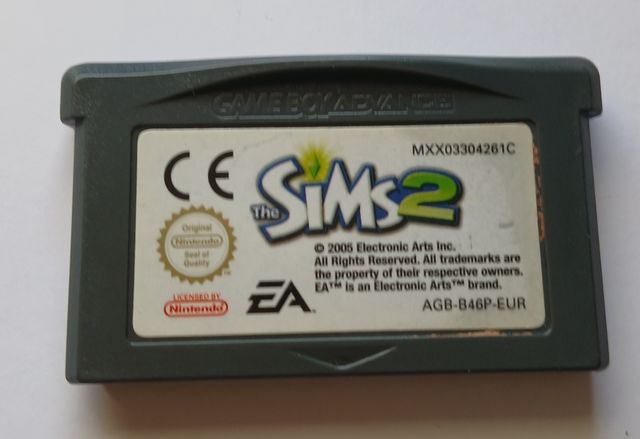 GAME BOY ADVANCE
MXX03304261C
CE
The SiMs 2
Original
Nintendo
Seal of
Quality
TM
© 2005 Electronic Arts Inc.
All Rights Reserved. All trademarks are
the property of their respective owners.
EA™ is an Electronic Arts™ brand.
LICENSED BY
Nintendo
EA
AGB-B46P-EUR